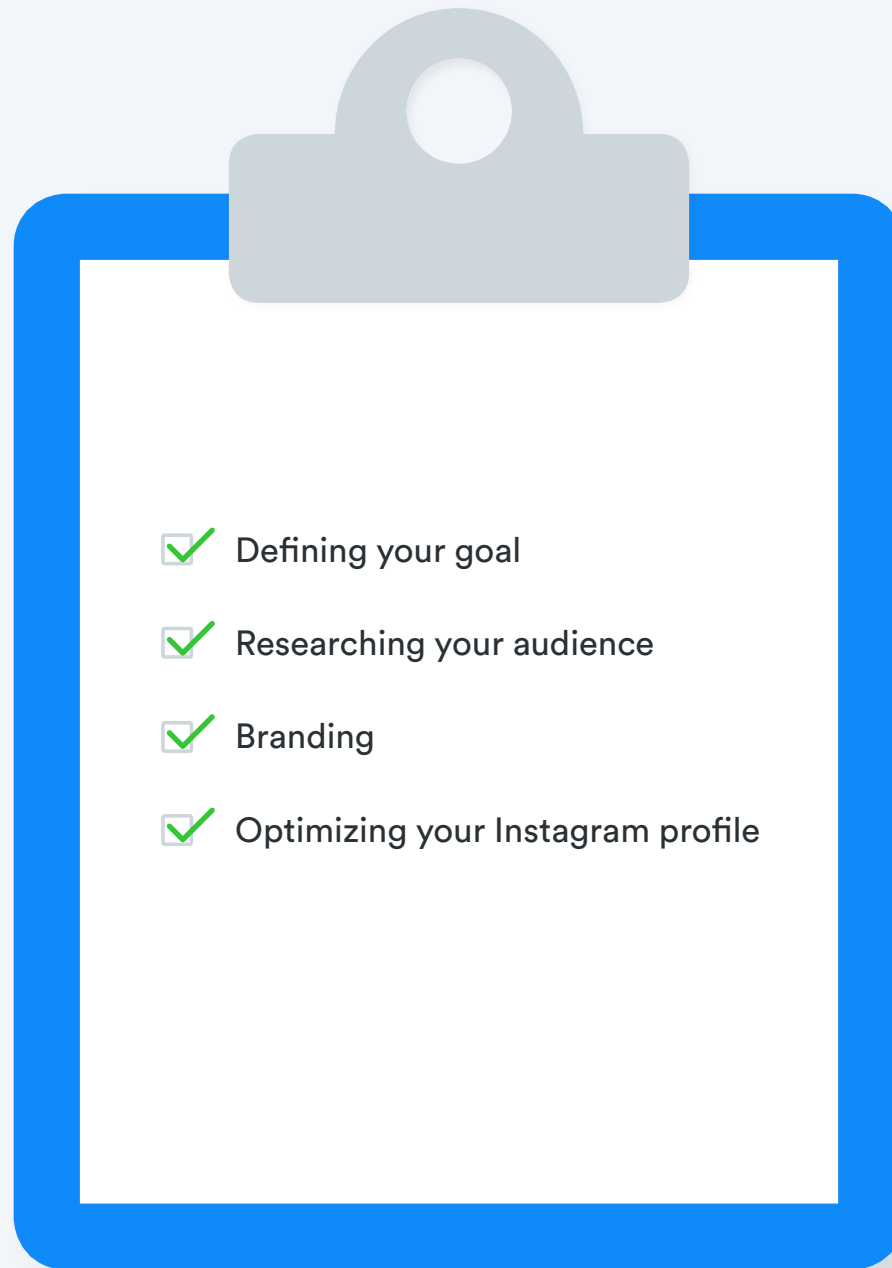 Defining your goal
Researching your audience
Branding
Optimizing your Instagram profile